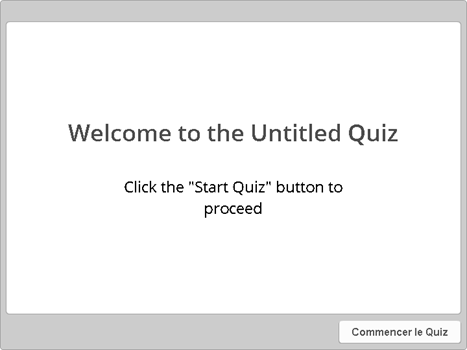 Welcome to the Untitled Quiz
Click the "Start Quiz" button to
proceed
Commencer le Quiz